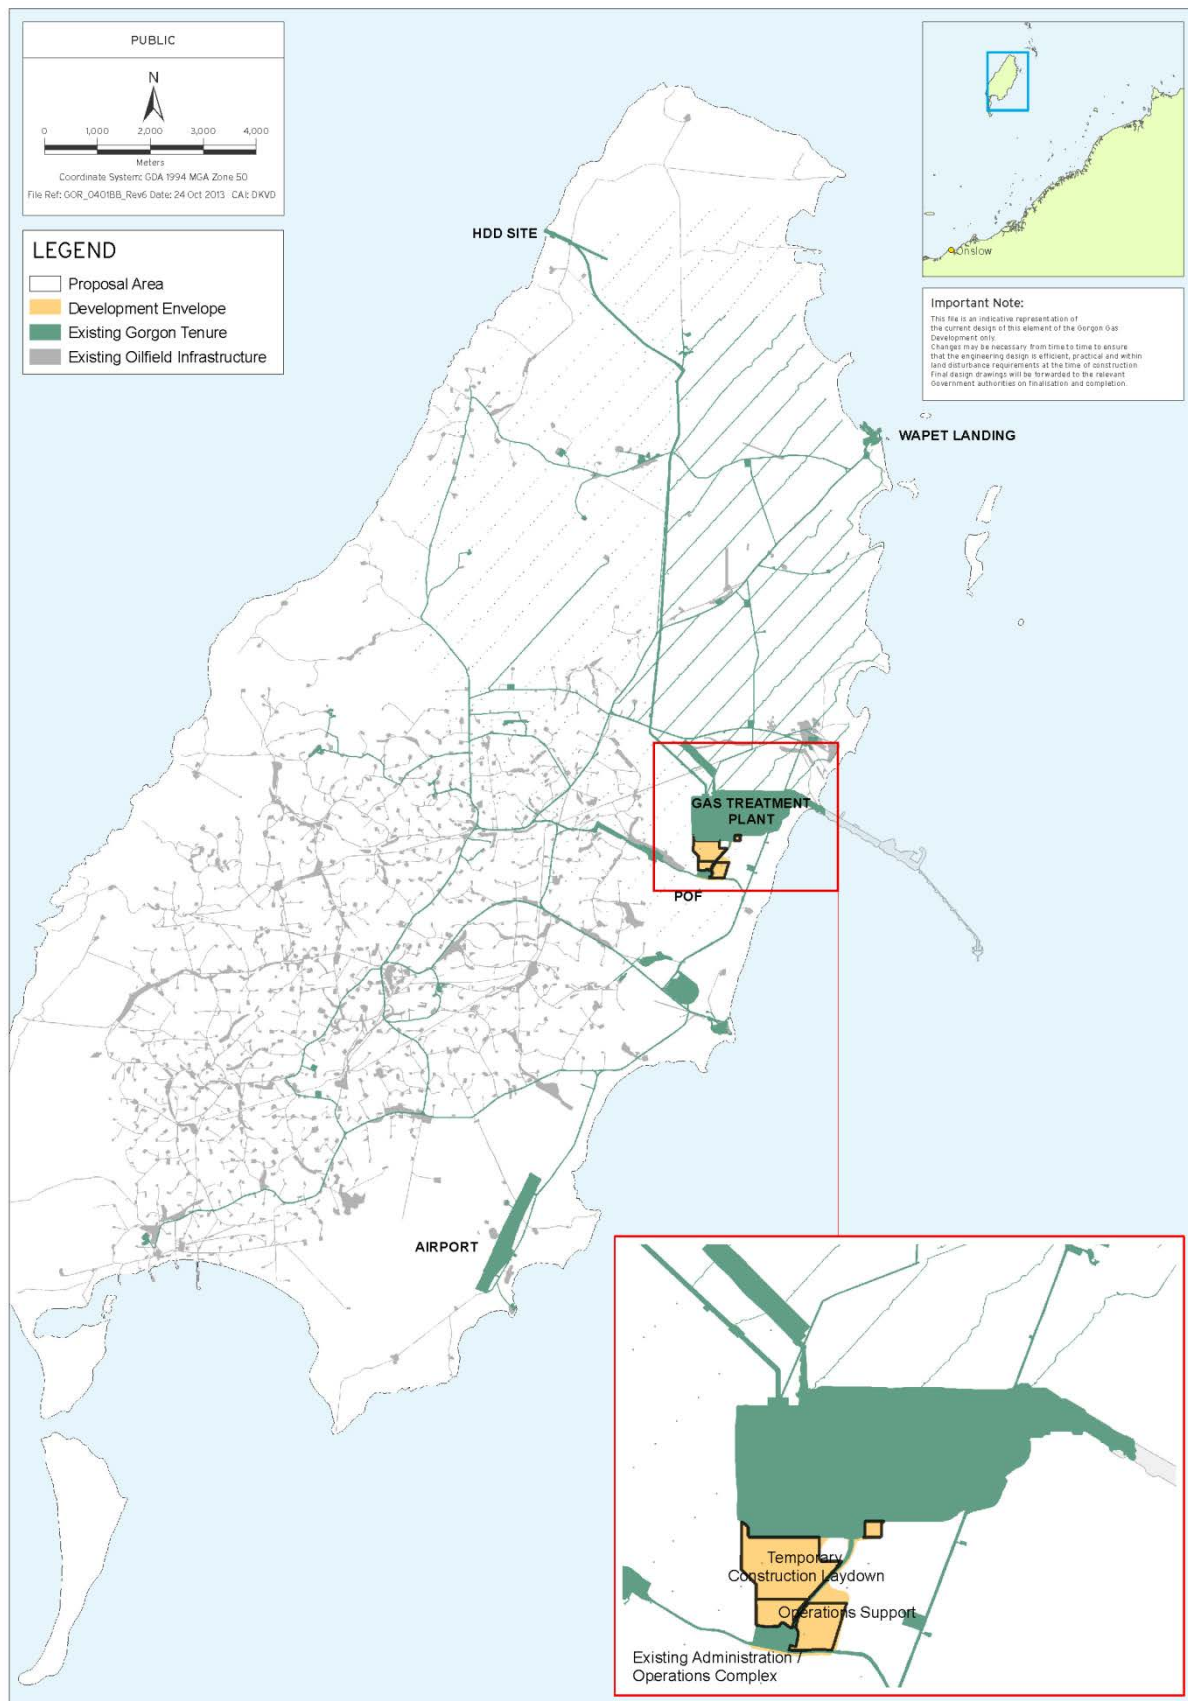 PUBLIC
N
0 1,000 2,000 3,000 4,000
Meters
Coordinate System: GDA 1994 MGA Zone 50
File Ref: GOR_0401BB_Rev6 Date: 24 Oct 2013 CAI: DKVD
LEGEND
Proposal Area
Development Envelope
Existing Gorgon Tenure
Existing Oilfield Infrastructure
Onslow
Important Note:
This file is an indicative representation of
the current design of this element of the Gorgon Gas
Development only.
Changes may be necessary from time to time to ensure
that the engineering design is efficient, practical and within
land disturbance requirements at the time of construction
Final design drawings will be forwarded to the relevant
Government authorities on finalisation and completion.
HDD SITE
WAPET LANDING
GAS TREATMENT
PLANT
POF
AIRPORT
Temporary
Construction Laydown
Operations Support
Existing Administration /
Operations Complex